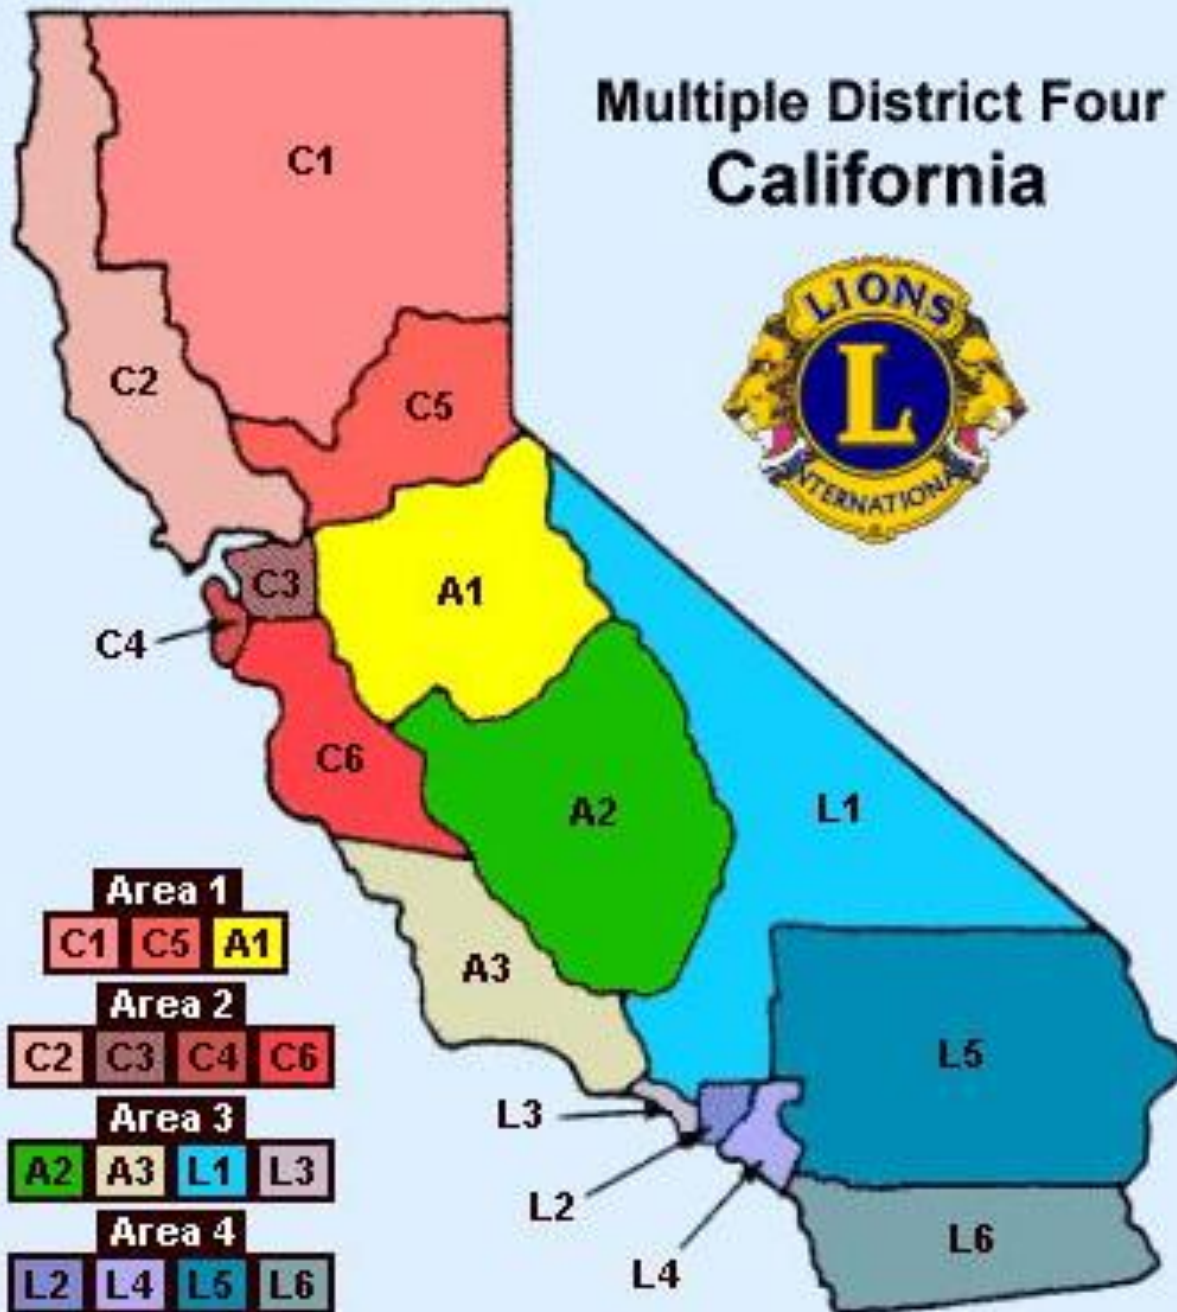 Multiple District Four
California
LIONS
L
INTERNATIONAL
C1
C2
C5
C3
A1
C4
C6
A2
L1
A3
L5
L3
L2
L4
L6
Area 1
C1 C5 A1
Area 2
C2 C3 C4 C6
Area 3
A2 A3 L1 L3
Area 4
L2 L4 L5 L6